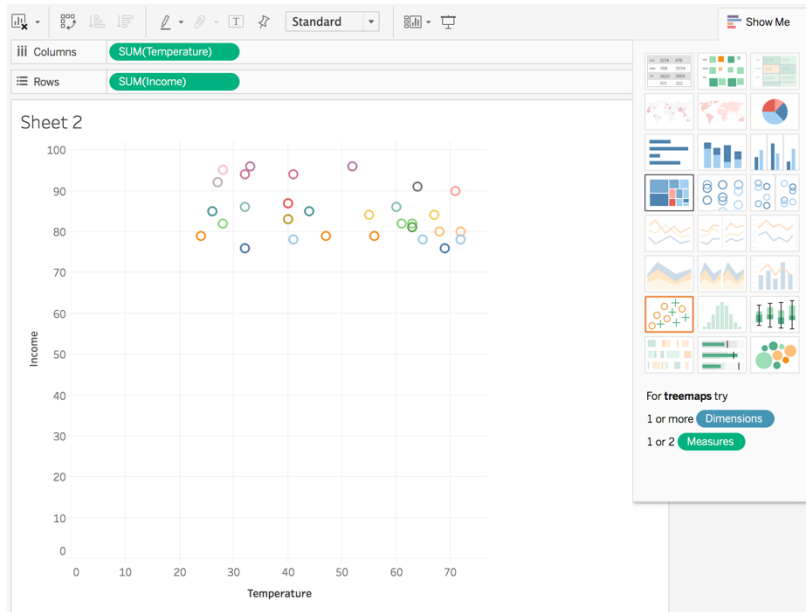 Standard
Show Me
Columns
SUM(Temperature)
Rows
SUM(Income)
Sheet 2
100
90
80
70
60
50
40
30
20
10
0
Income
0 10 20 30 40 50 60 70
Temperature
For treemaps try
1 or more Dimensions
1 or 2 Measures